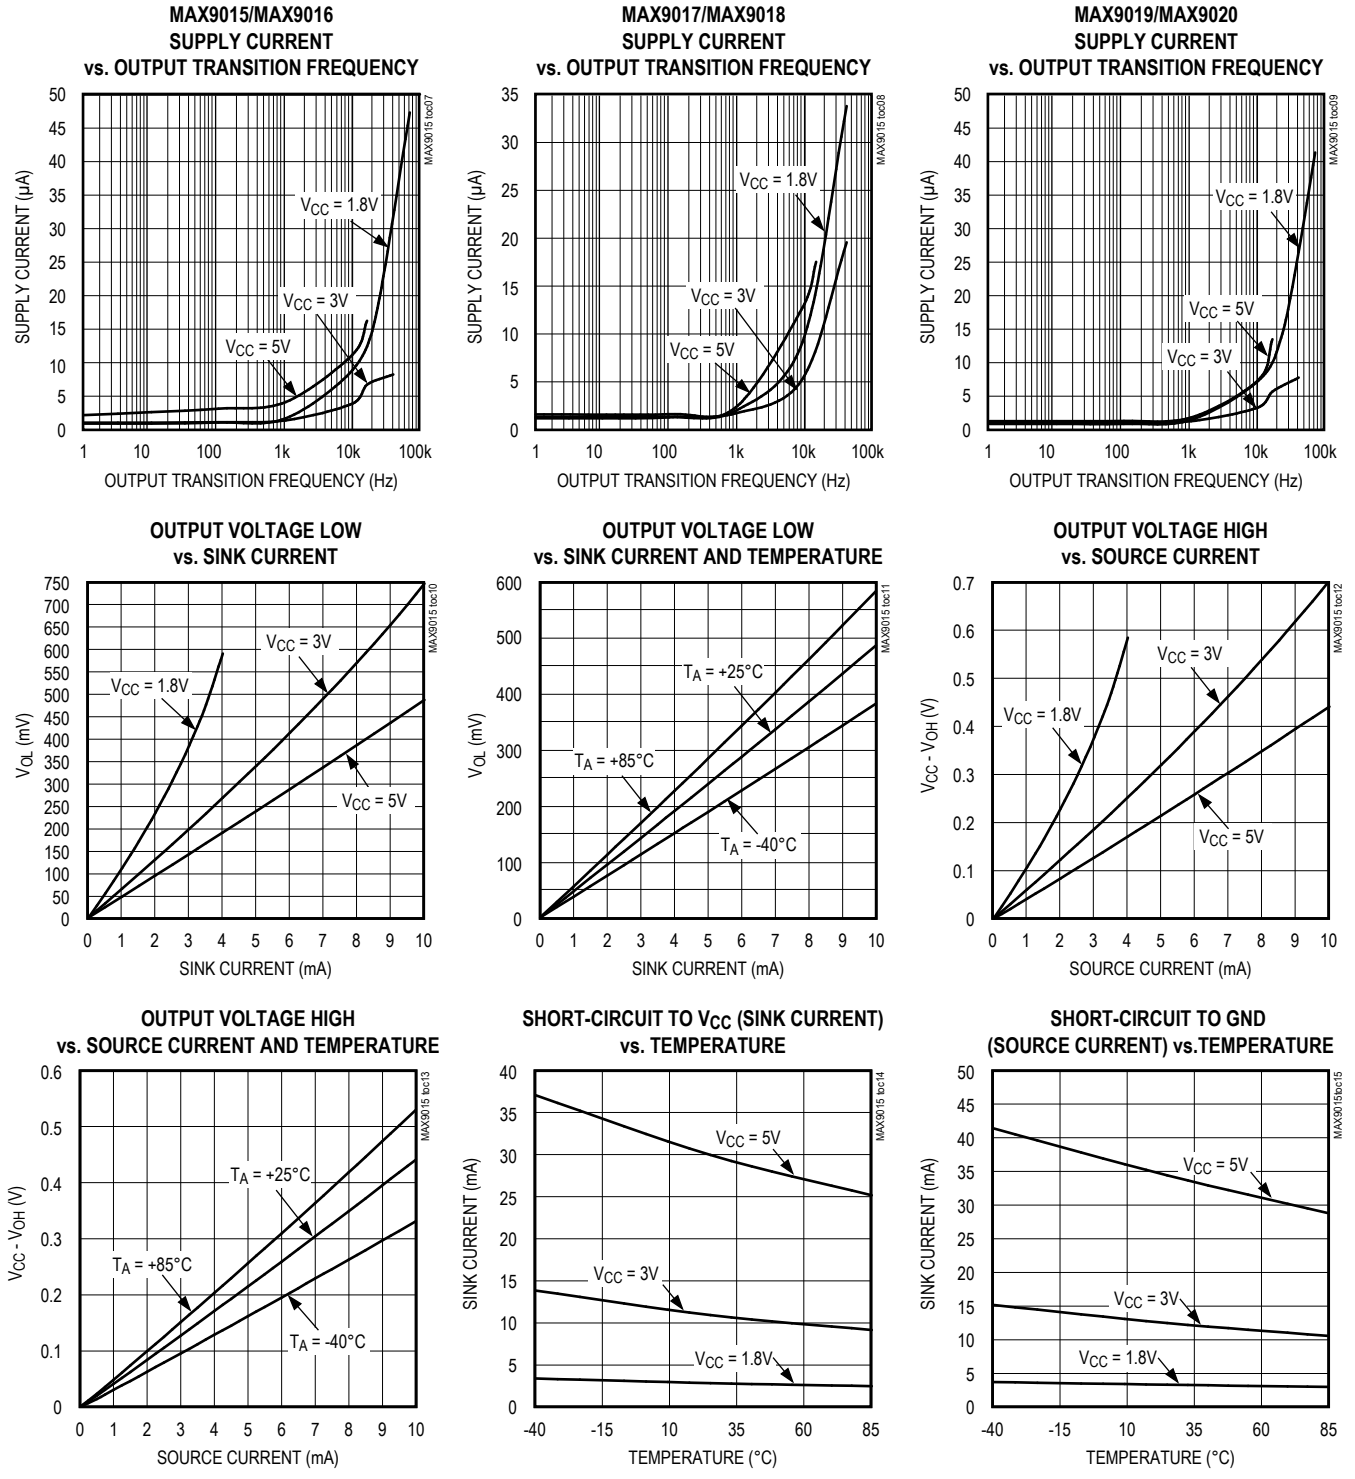 MAX9015/MAX9016
SUPPLY CURRENT
vs. OUTPUT TRANSITION FREQUENCY
50
45
40
35
30
25
20
15
10
5
0
SUPPLY CURRENT (µA)
VCC = 1.8V
VCC = 3V
VCC = 5V
MAX9015 toc07
1 10 100 1k 10k 100k
OUTPUT TRANSITION FREQUENCY (Hz)
MAX9017/MAX9018
SUPPLY CURRENT
vs. OUTPUT TRANSITION FREQUENCY
35
30
25
20
15
10
5
0
SUPPLY CURRENT (µA)
VCC = 1.8V
VCC = 3V
VCC = 5V
MAX9015 toc08
1 10 100 1k 10k 100k
OUTPUT TRANSITION FREQUENCY (Hz)
MAX9019/MAX9020
SUPPLY CURRENT
vs. OUTPUT TRANSITION FREQUENCY
50
45
40
35
30
25
20
15
10
5
0
SUPPLY CURRENT (µA)
VCC = 1.8V
VCC = 5V
VCC = 3V
MAX9015 toc09
1 10 100 1k 10k 100k
OUTPUT TRANSITION FREQUENCY (Hz)
OUTPUT VOLTAGE LOW
vs. SINK CURRENT
750
700
650
600
550
500
450
400
350
300
250
200
150
100
50
0
VOL (mV)
VCC = 3V
VCC = 1.8V
VCC = 5V
MAX9015 toc10
0 1 2 3 4 5 6 7 8 9 10
SINK CURRENT (mA)
OUTPUT VOLTAGE LOW
vs. SINK CURRENT AND TEMPERATURE
600
500
400
300
200
100
0
VOL (mV)
TA = +25°C
TA = +85°C
TA = -40°C
MAX9015 toc11
0 1 2 3 4 5 6 7 8 9 10
SINK CURRENT (mA)
OUTPUT VOLTAGE HIGH
vs. SOURCE CURRENT
0.7
0.6
0.5
0.4
0.3
0.2
0.1
0
VCC - VOH (V)
VCC = 3V
VCC = 1.8V
VCC = 5V
MAX9015 toc12
0 1 2 3 4 5 6 7 8 9 10
SOURCE CURRENT (mA)
OUTPUT VOLTAGE HIGH
vs. SOURCE CURRENT AND TEMPERATURE
0.6
0.5
0.4
0.3
0.2
0.1
0
VCC - VOH (V)
TA = +25°C
TA = +85°C
TA = -40°C
MAX9015 toc13
0 1 2 3 4 5 6 7 8 9 10
SOURCE CURRENT (mA)
SHORT-CIRCUIT TO VCC (SINK CURRENT)
vs. TEMPERATURE
40
35
30
25
20
15
10
5
0
SINK CURRENT (mA)
VCC = 5V
VCC = 3V
VCC = 1.8V
MAX9015 toc14
-40 -15 10 35 60 85
TEMPERATURE (°C)
SHORT-CIRCUIT TO GND
(SOURCE CURRENT) vs.TEMPERATURE
50
45
40
35
30
25
20
15
10
5
0
SINK CURRENT (mA)
VCC = 5V
VCC = 3V
VCC = 1.8V
MAX9015toc15
-40 -15 10 35 60 85
TEMPERATURE (°C)